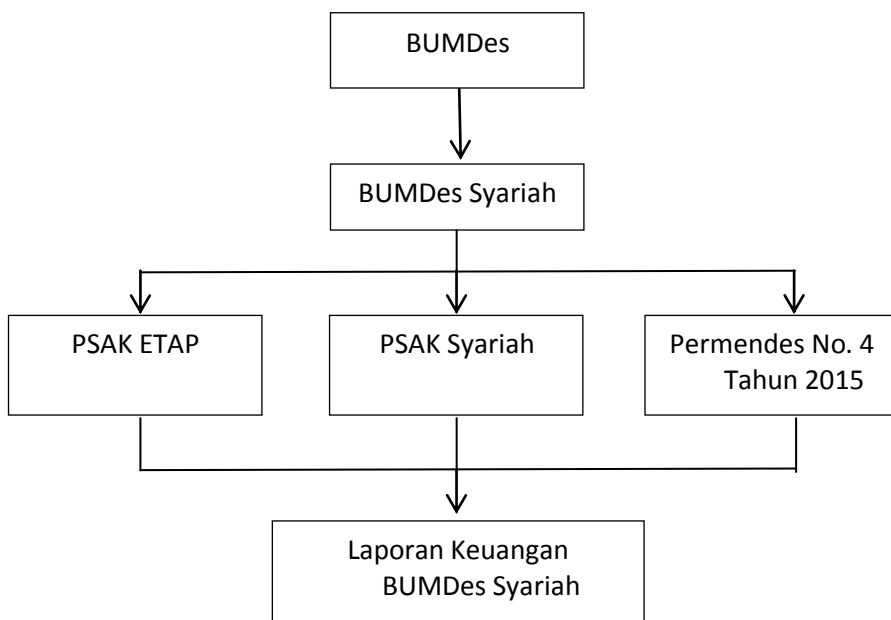 BUMDes
BUMDes Syariah
PSAK ETAP
PSAK Syariah
Permendes No. 4
Tahun 2015
Laporan Keuangan
BUMDes Syariah